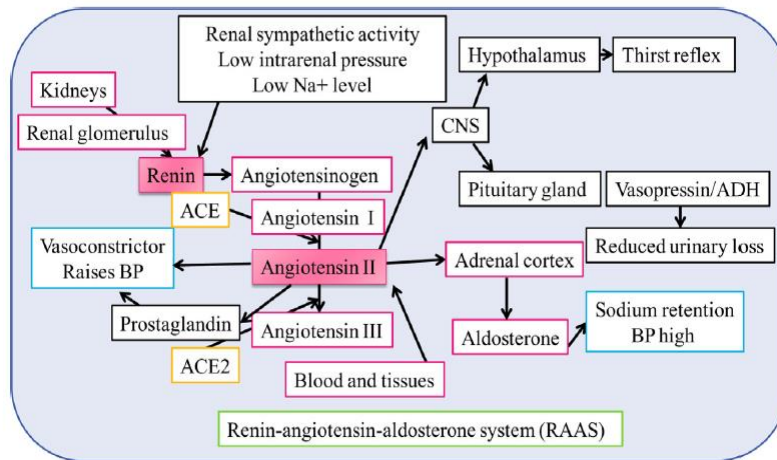 Renal sympathetic activity
Low intrarenal pressure
Low Na+ level
Hypothalamus
Thirst reflex
Kidneys
Renal glomerulus
CNS
Renin
Angiotensinogen
Pituitary gland
Vasopressin/ADH
ACE
Angiotensin I
Vasoconstrictor
Raises BP
Angiotensin II
Adrenal cortex
Reduced urinary loss
Prostaglandin
Angiotensin III
Aldosterone
Sodium retention
BP high
ACE2
Blood and tissues
Renin-angiotensin-aldosterone system (RAAS)